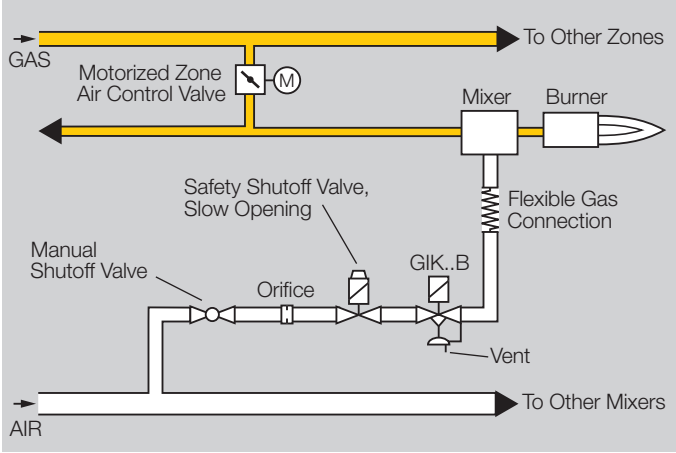 To Other Zones
GAS
Motorized Zone
Air Control Valve
M
Mixer
Burner
Safety Shutoff Valve,
Slow Opening
Flexible Gas
Connection
Manual
Shutoff Valve
GIK..B
Orifice
Vent
To Other Mixers
AIR